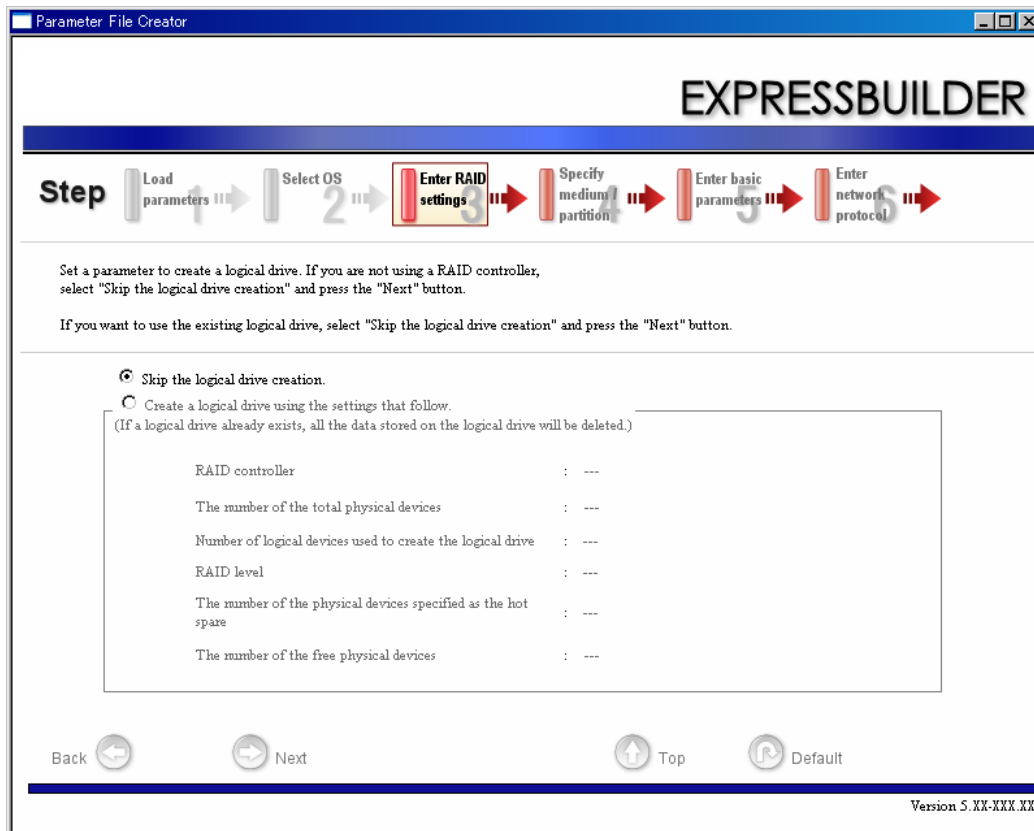 Parameter File Creator
EXPRESSBUILDER
Step
Load
parameters 1
Select OS
2
Enter RAID
settings 3
Specify
medium /
partition 4
Enter basic
parameters 5
Enter
network
protocol 6
Set a parameter to create a logical drive. If you are not using a RAID controller,
select "Skip the logical drive creation" and press the "Next" button.
If you want to use the existing logical drive, select "Skip the logical drive creation" and press the "Next" button.
Skip the logical drive creation.
Create a logical drive using the settings that follow.
(If a logical drive already exists, all the data stored on the logical drive will be deleted.)
RAID controller : ---
The number of the total physical devices : ---
Number of logical devices used to create the logical drive : ---
RAID level : ---
The number of the physical devices specified as the hot
spare : ---
The number of the free physical devices : ---
Back
Next
Top
Default
Version 5.XX-XXX.XX